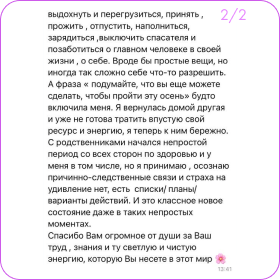 2/2
выдохнуть и перегрузиться, принять ,
прожить , отпустить, наполниться,
зарядиться ,выключить спасателя и
позаботиться о главном человеке в своей
жизни , о себе. Вроде бы простые вещи, но
иногда так сложно себе что-то разрешить.
А фраза « подумайте, что вы еще можете
сделать, чтобы пройти эту осень» будто
включила меня. Я вернулась домой другая
и уже не готова тратить впустую свой
ресурс и энергию, я теперь к ним бережно.
С родственниками начался непростой
период со всех сторон по здоровью и у
меня в том числе, но я принимаю , осознаю
причинно-следственные связи и страха на
удивление нет, есть списки/ планы/
варианты действий. И это классное новое
состояние даже в таких непростых
моментах.
Спасибо Вам огромное от души за Ваш
труд , знания и ту светлую и чистую
энергию, которую Вы несете в этот мир 🌸
13:41